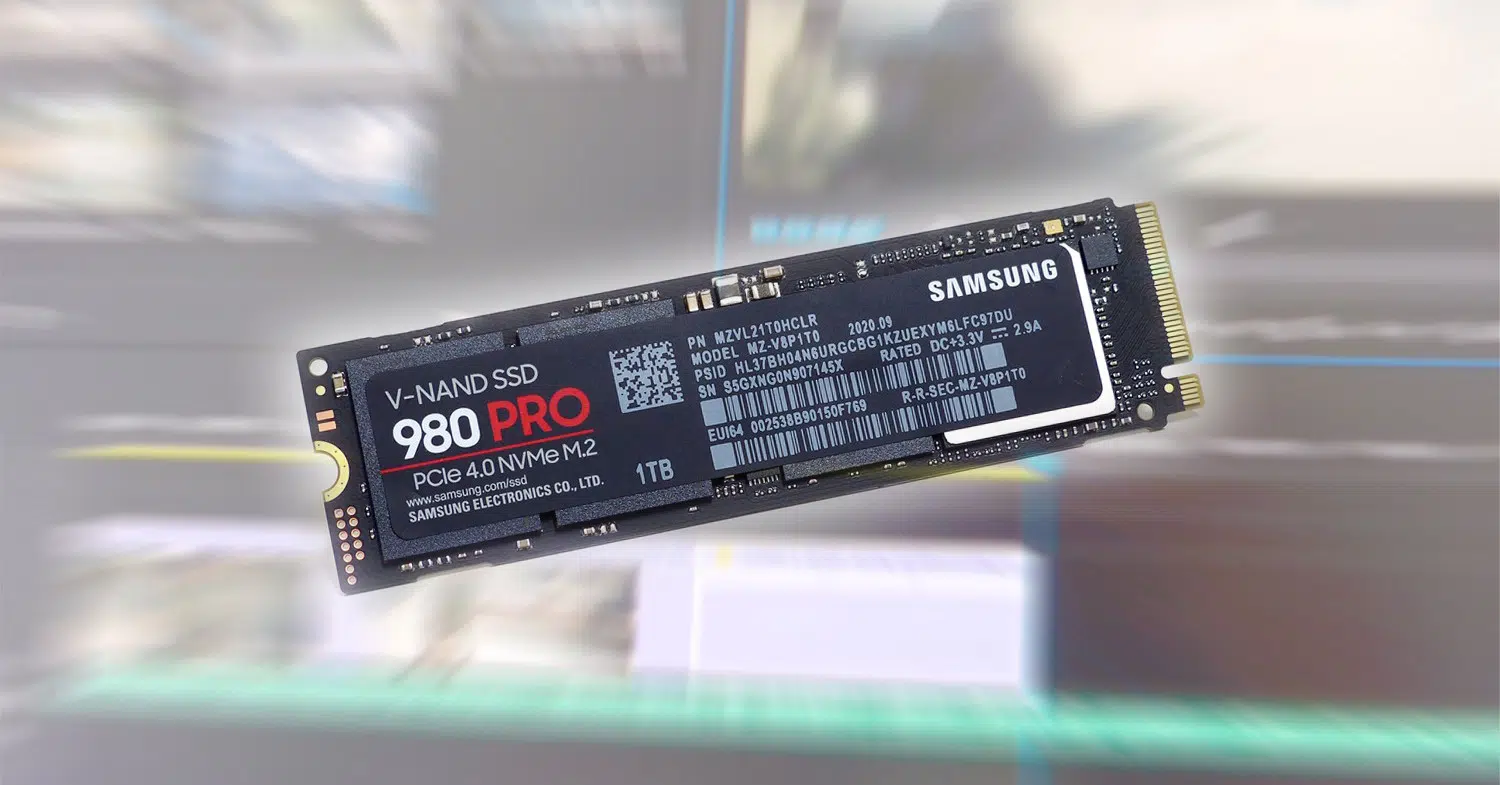 V-NAND SSD
980 PRO
PCIe 4.0 NVMe M.2
www.samsung.com/ssd
SAMSUNG ELECTRONICS CO., LTD.
1TB
SAMSUNG
PN MZVL21T0HCLR
MODEL MZ-V8P1T0 2020.09
PSID HL37BH04N6URGCBG1KZUEXYM6LFC97DU
SN S5GXNG0N907145X RATED DC+3.3V ⎓ 2.9A
EUI64 002538B90150F769 R-R-SEC-MZ-V8P1T0